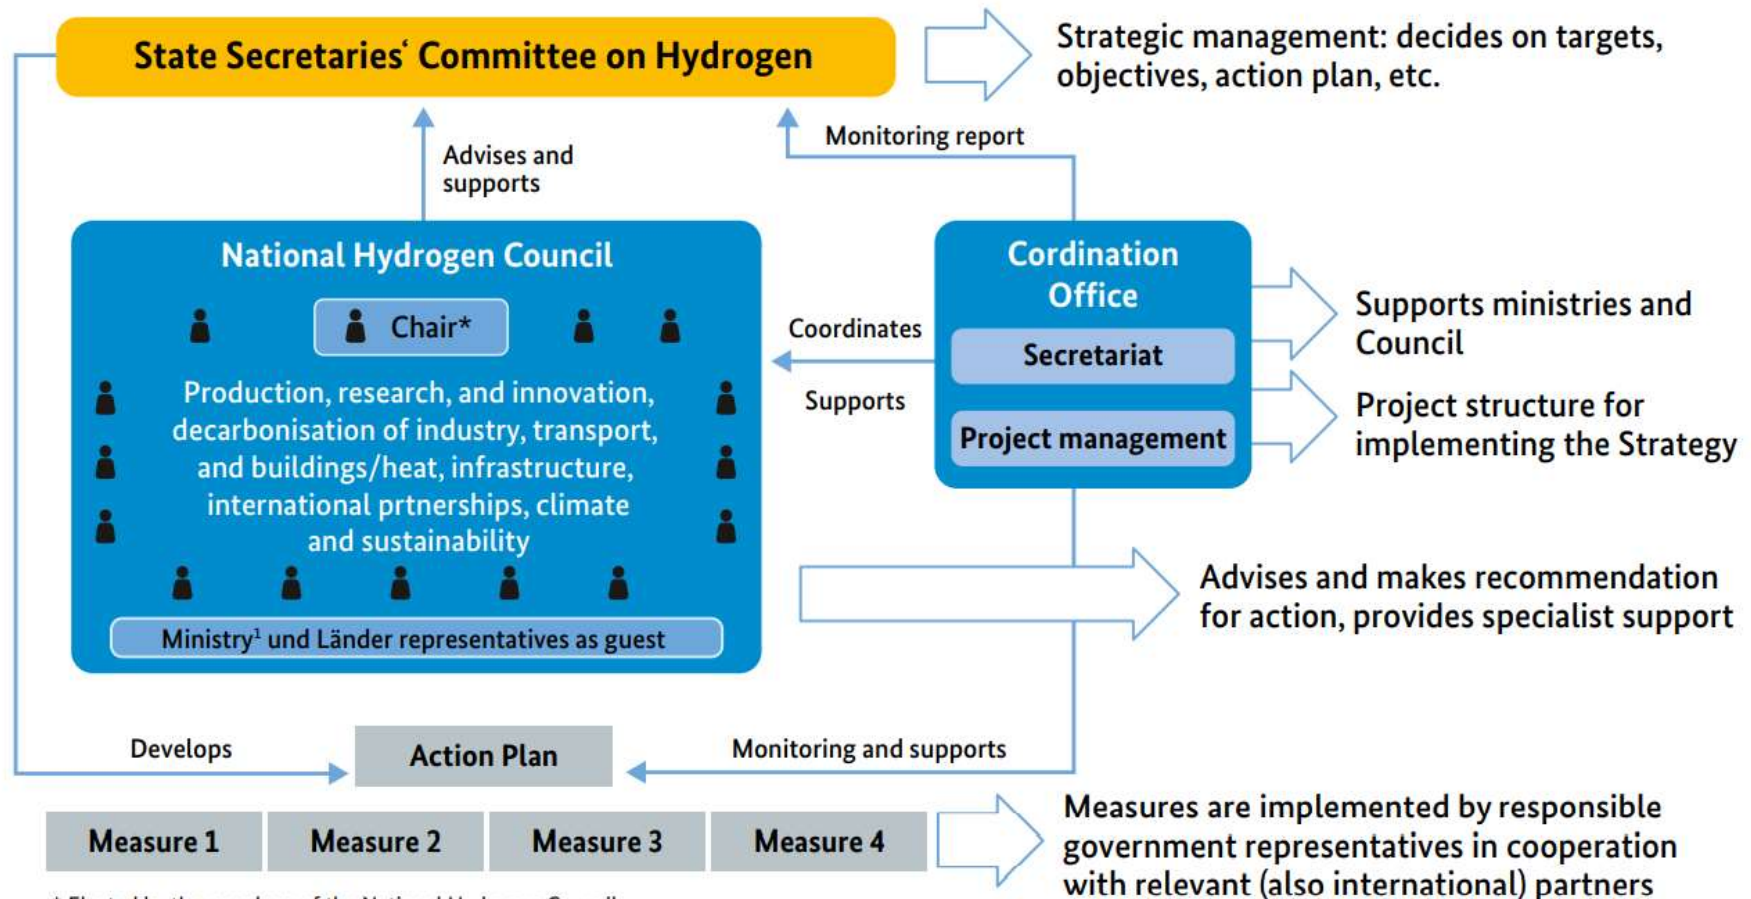 State Secretaries‘ Committee on Hydrogen
Strategic management: decides on targets,
objectives, action plan, etc.
Monitoring report
Advises and
supports
National Hydrogen Council
Chair*
Production, research, and innovation,
decarbonisation of industry, transport,
and buildings/heat, infrastructure,
international prtnerships, climate
and sustainability
Ministry¹ und Länder representatives as guest
Coordinates
Supports
Cordination
Office
Secretariat
Project management
Supports ministries and
Council
Project structure for
implementing the Strategy
Advises and makes recommendation
for action, provides specialist support
Develops
Action Plan
Monitoring and supports
Measure 1
Measure 2
Measure 3
Measure 4
Measures are implemented by responsible
government representatives in cooperation
with relevant (also international) partners